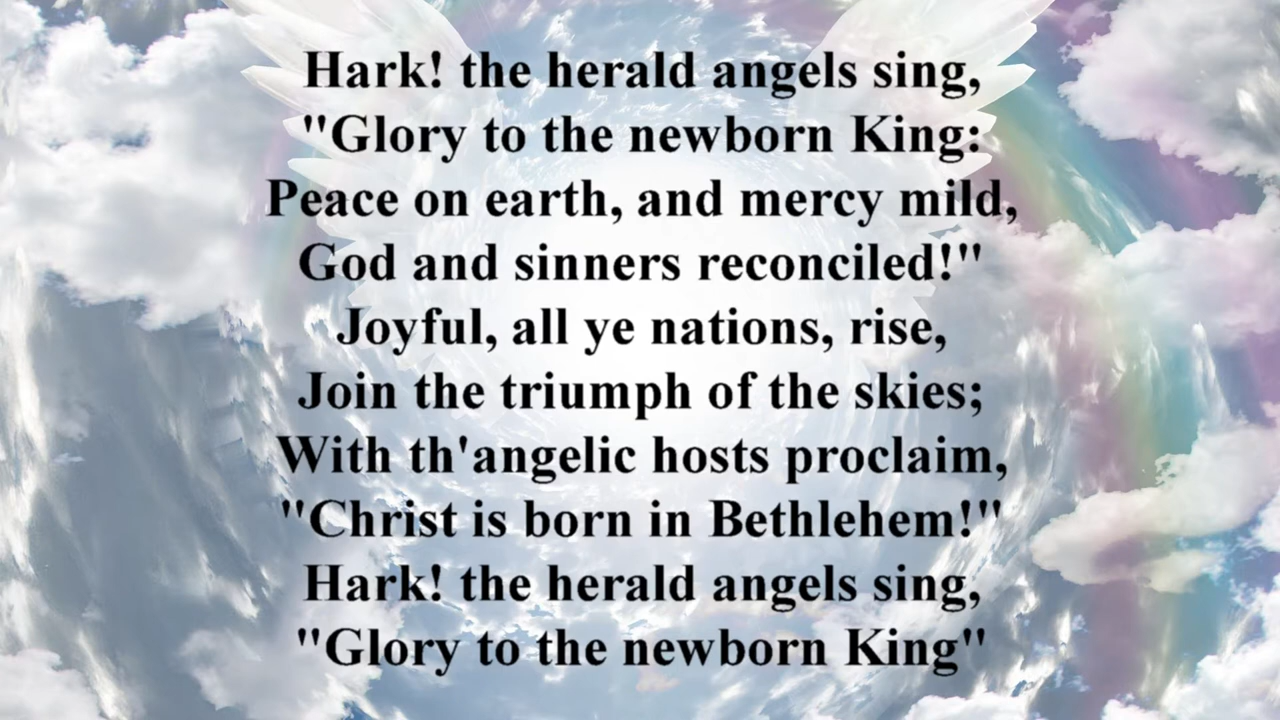 Hark! the herald angels sing,
"Glory to the newborn King:
Peace on earth, and mercy mild,
God and sinners reconciled!"
Joyful, all ye nations, rise,
Join the triumph of the skies;
With th'angelic hosts proclaim,
"Christ is born in Bethlehem!"
Hark! the herald angels sing,
"Glory to the newborn King"